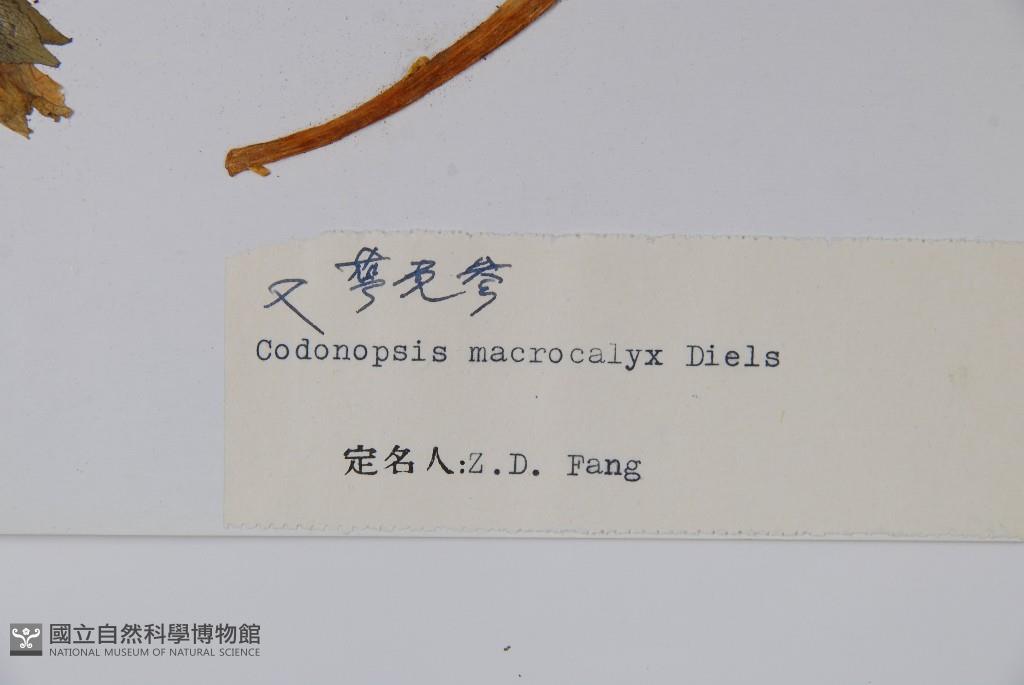 又 萼党參
Codonopsis macrocalyx Diels
定名人:Z.D. Fang
國立自然科學博物館
NATIONAL MUSEUM OF NATURAL SCIENCE